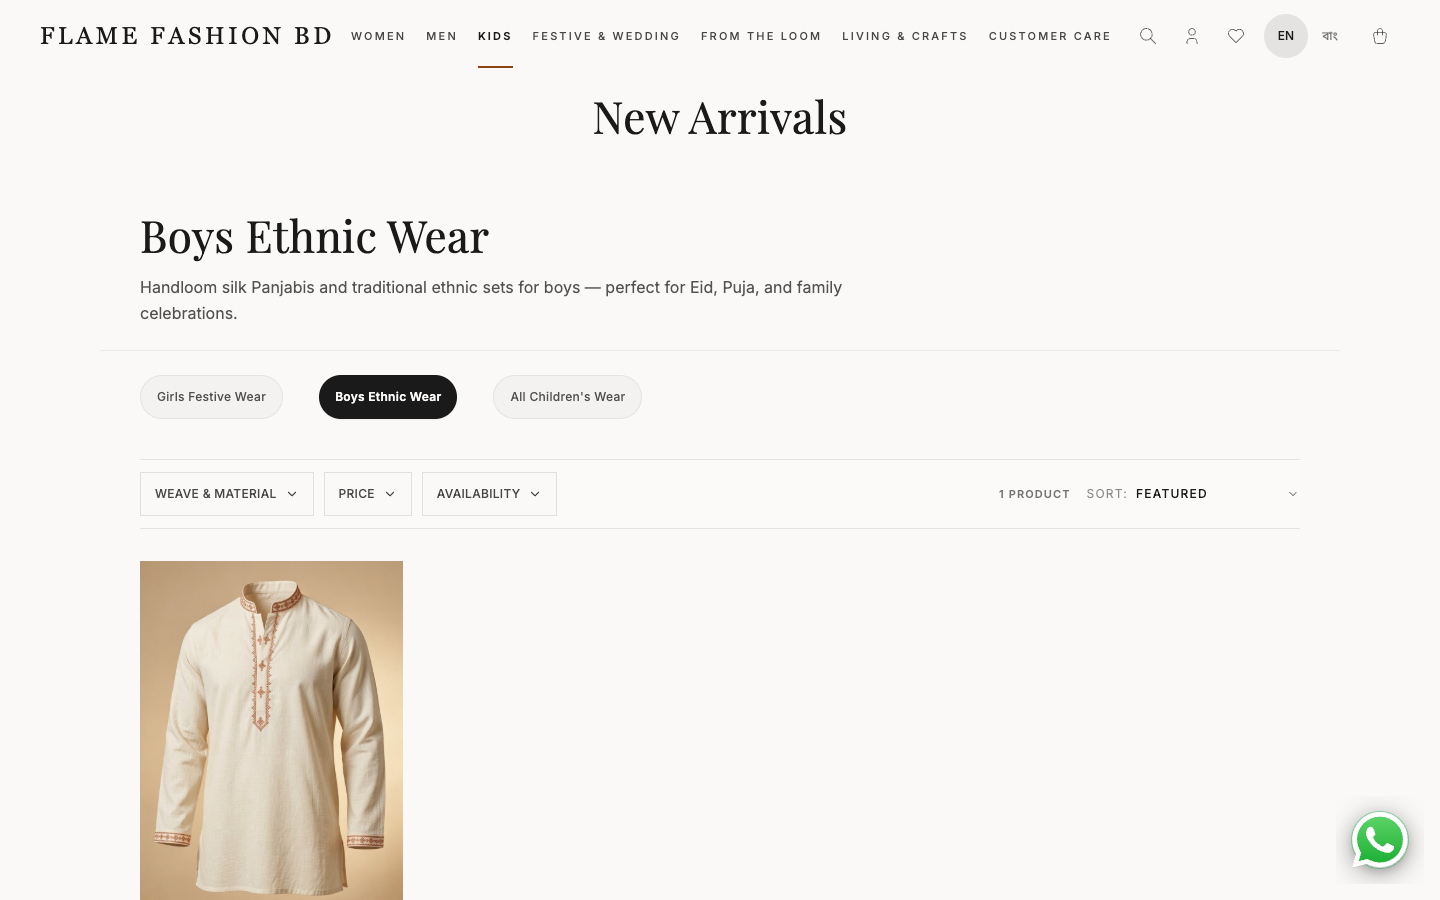 FLAME FASHION BD
WOMEN
MEN
KIDS
FESTIVE & WEDDING
FROM THE LOOM
LIVING & CRAFTS
CUSTOMER CARE
EN
বাং
New Arrivals
Boys Ethnic Wear
Handloom silk Panjabis and traditional ethnic sets for boys — perfect for Eid, Puja, and family
celebrations.
Girls Festive Wear
Boys Ethnic Wear
All Children's Wear
WEAVE & MATERIAL
PRICE
AVAILABILITY
1 PRODUCT
SORT: FEATURED